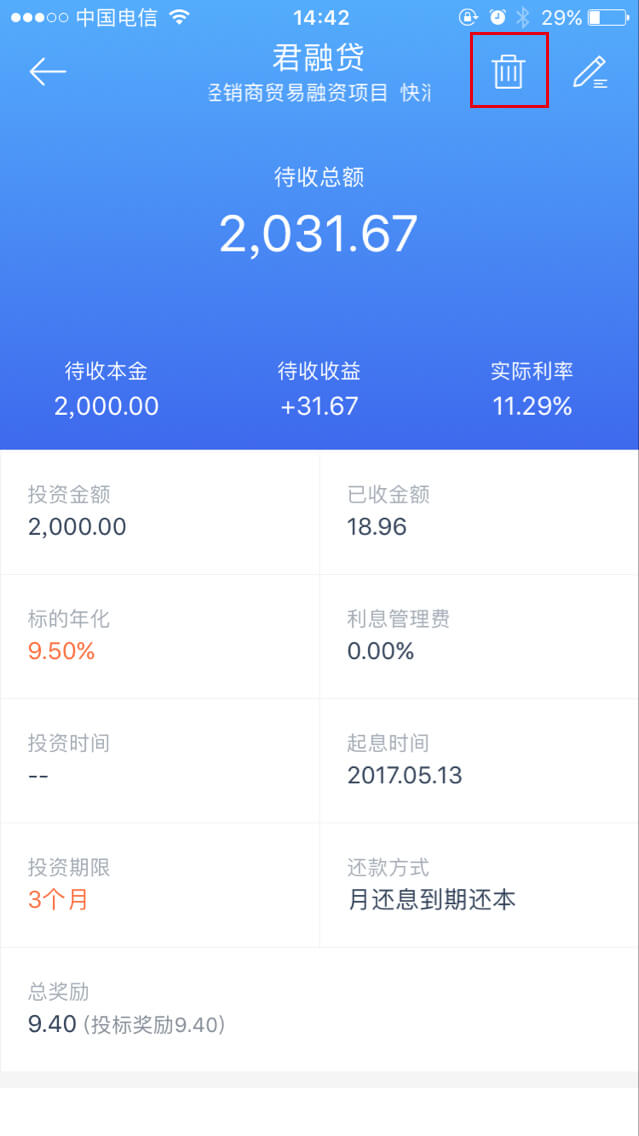 中国电信 14:42 29%
君融贷
经销商贸易融资项目 快消
待收总额
2,031.67
待收本金 待收收益 实际利率
2,000.00 +31.67 11.29%
投资金额 已收金额
2,000.00 18.96
标的年化 利息管理费
9.50% 0.00%
投资时间 起息时间
-- 2017.05.13
投资期限 还款方式
3个月 月还息到期还本
总奖励
9.40 (投标奖励9.40)